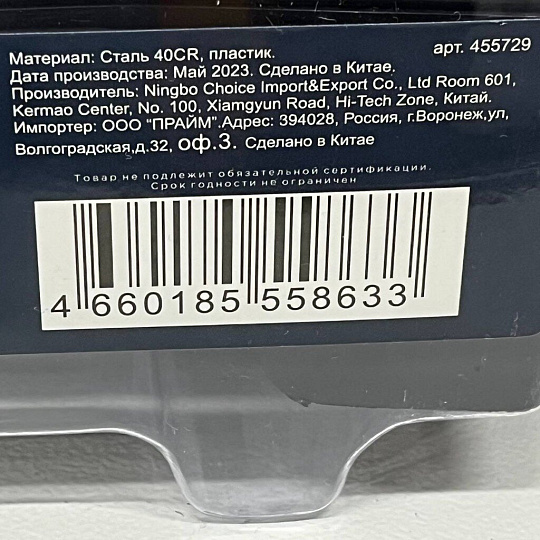 Материал: Сталь 40CR, пластик. арт. 455729
Дата производства: Май 2023. Сделано в Китае.
Производитель: Ningbo Choice Import&Export Co., Ltd Room 601,
Kermao Center, No. 100, Xiamgyun Road, Hi-Tech Zone, Китай.
Импортер: ООО "ПРАЙМ".Адрес: 394028, Россия, г.Воронеж,ул,
Волгоградская,д.32, оф.3. Сделано в Китае
Товар не подлежит обязательной сертификации.
Срок годности не ограничен
4 660185 558633